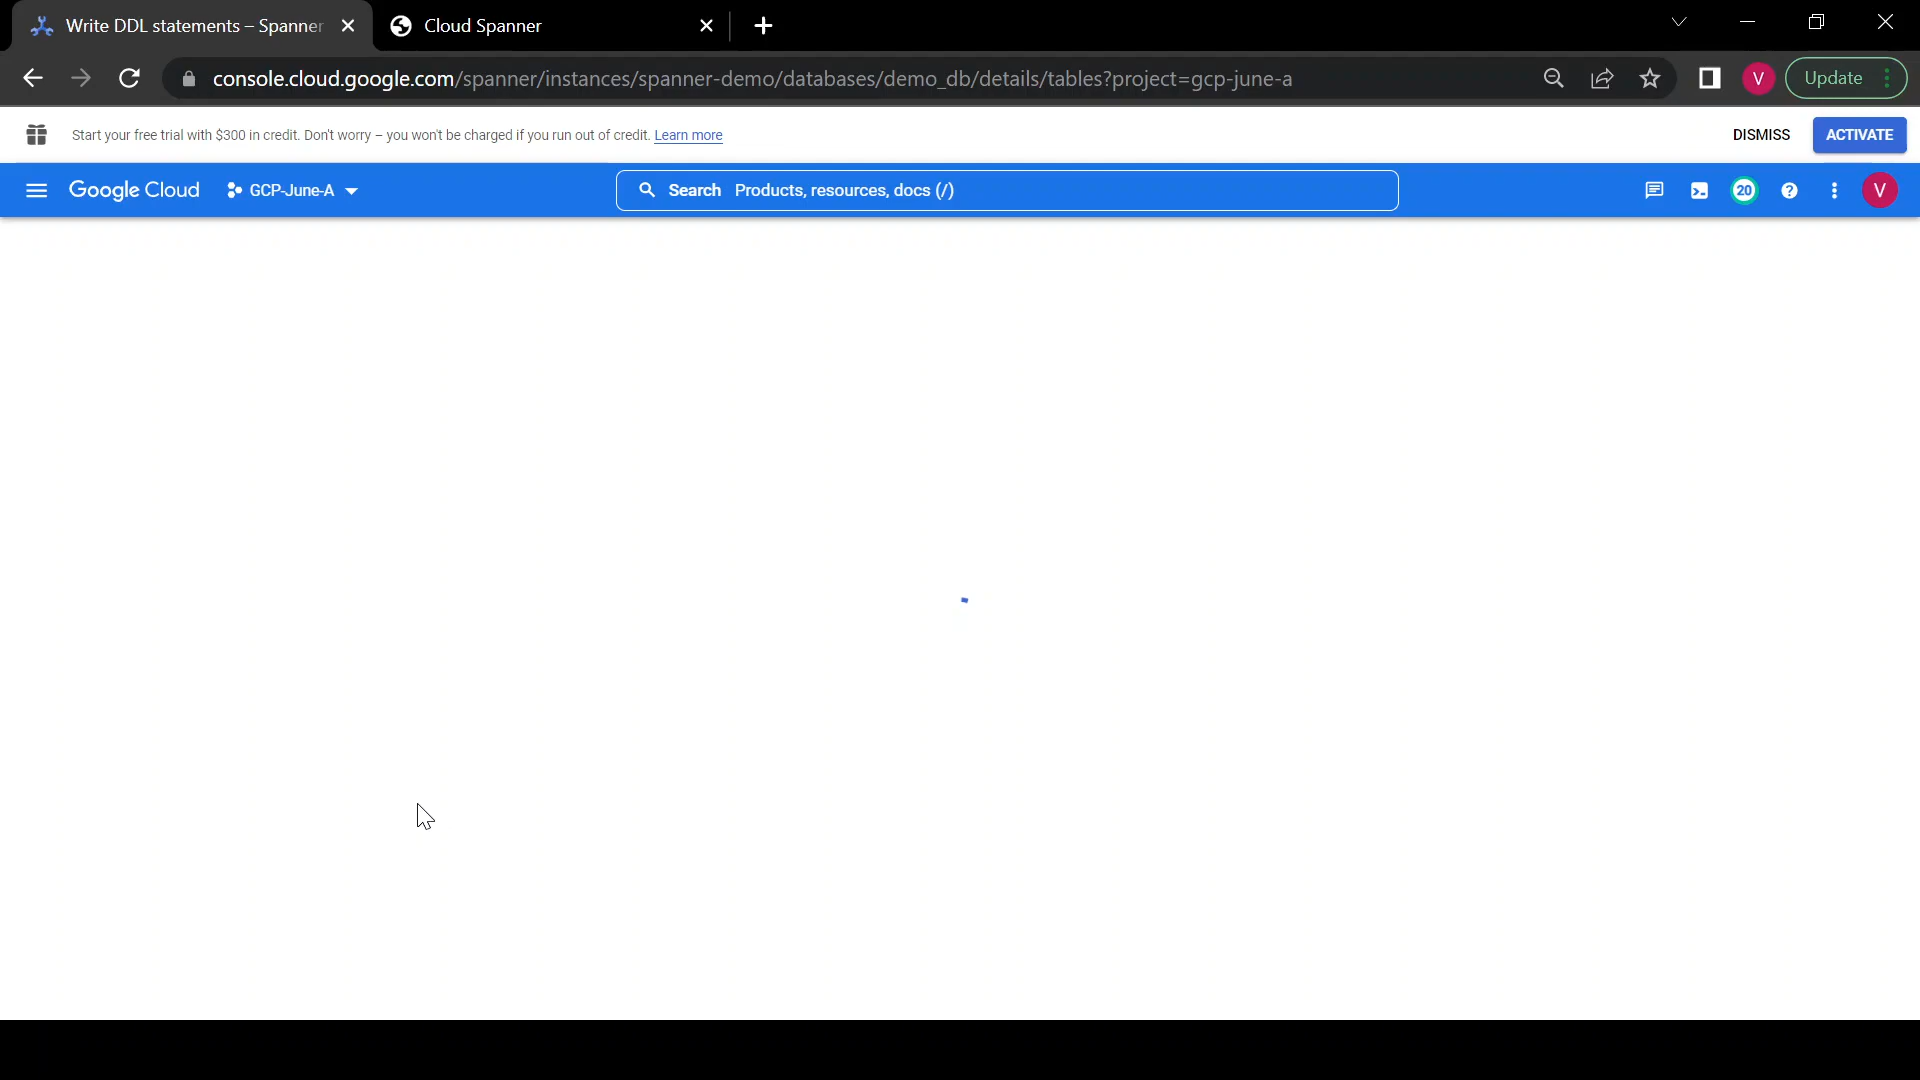 Write DDL statements – Spanner
Cloud Spanner
console.cloud.google.com/spanner/instances/spanner-demo/databases/demo_db/details/tables?project=gcp-june-a
V
Update
Start your free trial with $300 in credit. Don't worry – you won't be charged if you run out of credit. Learn more
DISMISS
ACTIVATE
Google Cloud
GCP-June-A
Search Products, resources, docs (/)
20
V